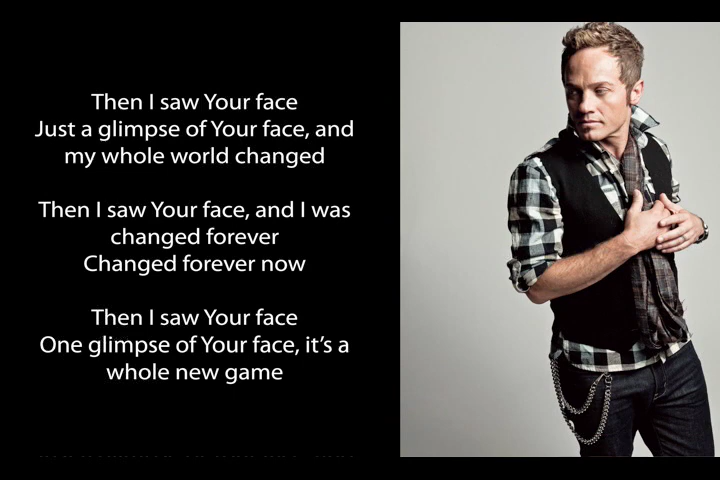 Then I saw Your face
Just a glimpse of Your face, and
my whole world changed
Then I saw Your face, and I was
changed forever
Changed forever now
Then I saw Your face
One glimpse of Your face, it’s a
whole new game